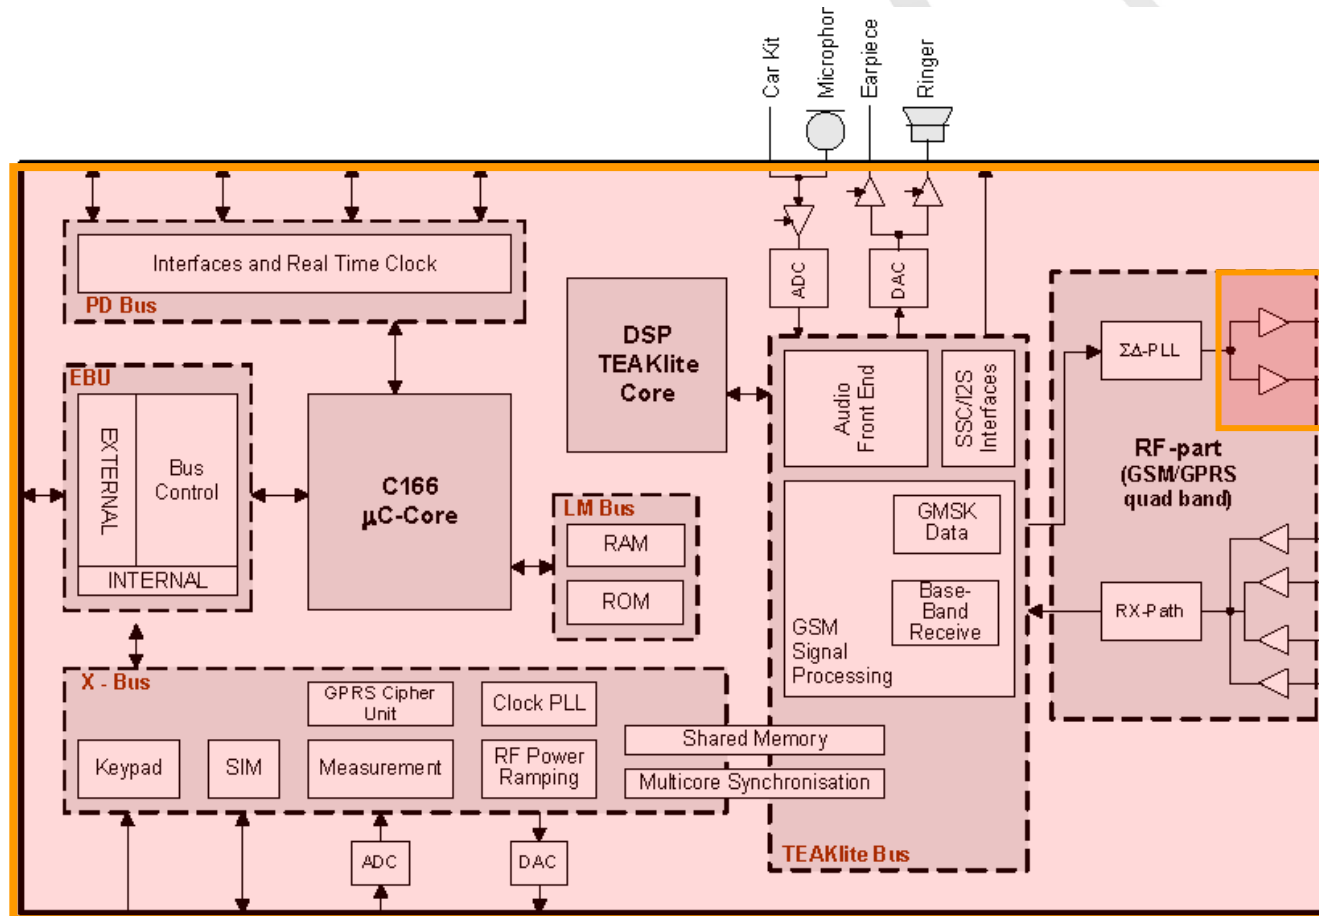 Car Kit
Microphor
Earpiece
Ringer
Interfaces and Real Time Clock
PD Bus
ADC
DAC
DSP
TEAKlite
Core
ΣΔ-PLL
EBU
EXTERNAL
Bus
Control
INTERNAL
C166
µC-Core
Audio
Front End
SSC/I2S
Interfaces
RF-part
(GSM/GPRS
quad band)
LM Bus
RAM
ROM
GMSK
Data
Base-
Band
Receive
GSM
Signal
Processing
RX-Path
X - Bus
GPRS Cipher
Unit
Clock PLL
Keypad
SIM
Measurement
RF Power
Ramping
Shared Memory
Multicore Synchronisation
ADC
DAC
TEAKlite Bus